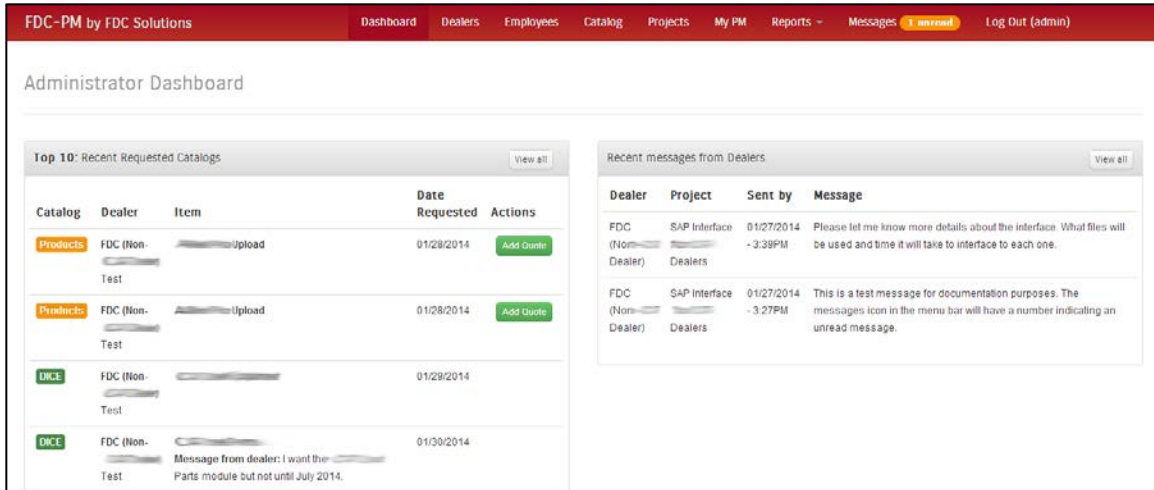 FDC-PM by FDC Solutions Dashboard Dealers Employees Catalog Projects My PM Reports Messages 1 unread Log Out (admin)
Administrator Dashboard
Top 10: Recent Requested Catalogs View all
Catalog Dealer Item Date Requested Actions
Products FDC (Non- Upload 01/28/2014 Add Quote
Test
Products FDC (Non- Upload 01/28/2014 Add Quote
Test
DICE FDC (Non- 01/29/2014
Test
DICE FDC (Non- 01/30/2014
Message from dealer: I want the
Test Parts module but not until July 2014.
Recent messages from Dealers View all
Dealer Project Sent by Message
FDC SAP Interface 01/27/2014 Please let me know more details about the interface. What files will
(Non- - 3:39PM be used and time it will take to interface to each one.
Dealer) Dealers
FDC SAP Interface 01/27/2014 This is a test message for documentation purposes. The
(Non- - 3:27PM messages icon in the menu bar will have a number indicating an
Dealer) Dealers unread message.